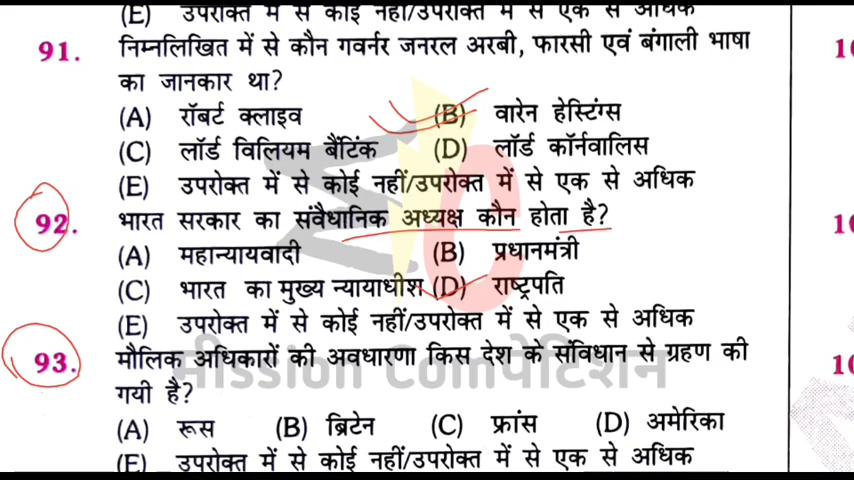 (E) उपरोक्त में से कोई नहीं/उपरोक्त में से एक से अधिक
91. निम्नलिखित में से कौन गवर्नर जनरल अरबी, फारसी एवं बंगाली भाषा
का जानकार था?
(A) रॉबर्ट क्लाइव (B) वारेन हेस्टिंग्स
(C) लॉर्ड विलियम बैंटिंक (D) लॉर्ड कॉर्नवालिस
(E) उपरोक्त में से कोई नहीं/उपरोक्त में से एक से अधिक
92. भारत सरकार का संवैधानिक अध्यक्ष कौन होता है?
(A) महान्यायवादी (B) प्रधानमंत्री
(C) भारत का मुख्य न्यायाधीश (D) राष्ट्रपति
(E) उपरोक्त में से कोई नहीं/उपरोक्त में से एक से अधिक
93. मौलिक अधिकारों की अवधारणा किस देश के संविधान से ग्रहण की
मीssion Comपेटिशन
गयी है?
(A) रूस (B) ब्रिटेन (C) फ्रांस (D) अमेरिका
(E) उपरोक्त में से कोई नहीं/उपरोक्त में से एक से अधिक